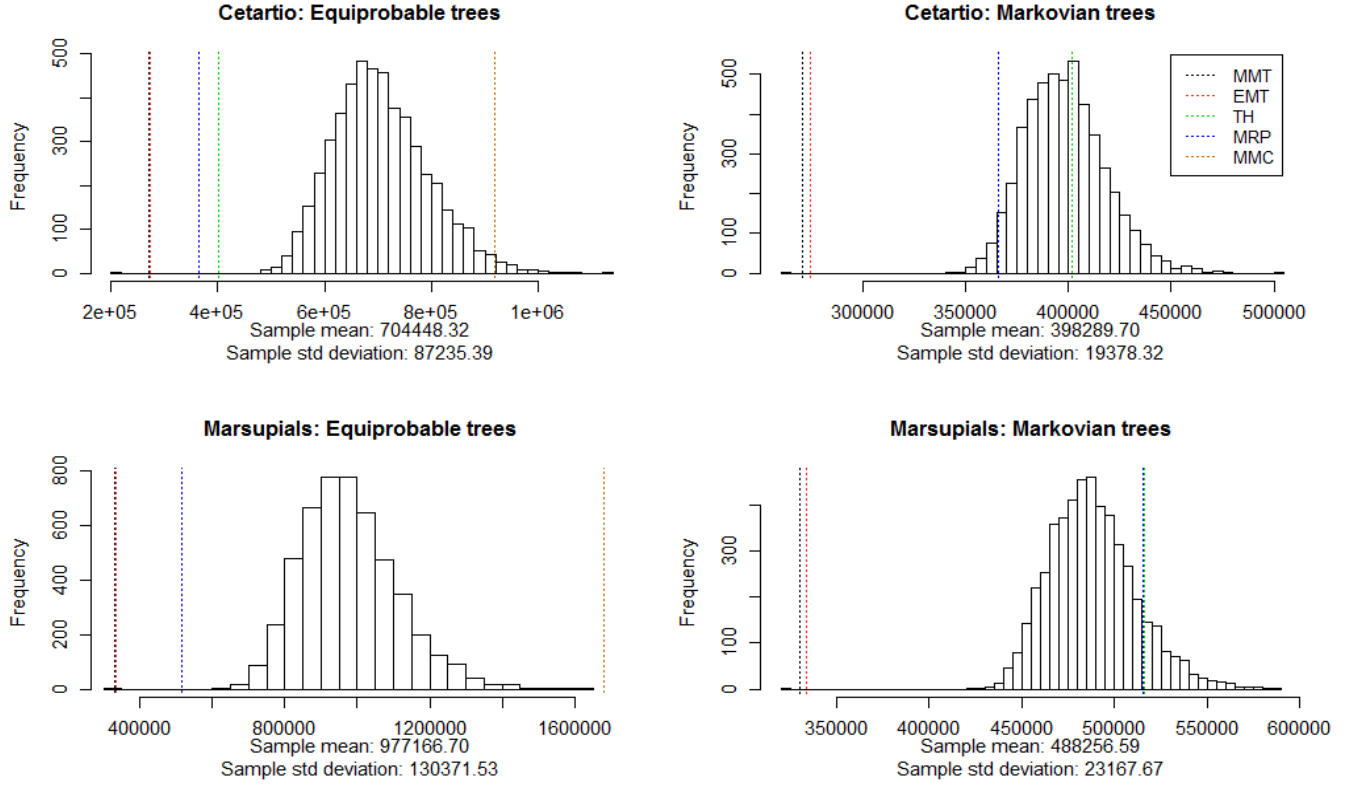 Cetartio: Equiprobable trees
Frequency
500
300
100
0
2e+05 4e+05 6e+05 8e+05 1e+06
Sample mean: 704448.32
Sample std deviation: 87235.39
Cetartio: Markovian trees
Frequency
500
300
100
0
MMT
EMT
TH
MRP
MMC
300000 350000 400000 450000 500000
Sample mean: 398289.70
Sample std deviation: 19378.32
Marsupials: Equiprobable trees
Frequency
800
600
400
200
0
400000 800000 1200000 1600000
Sample mean: 977166.70
Sample std deviation: 130371.53
Marsupials: Markovian trees
Frequency
300
100
0
350000 400000 450000 500000 550000 600000
Sample mean: 488256.59
Sample std deviation: 23167.67